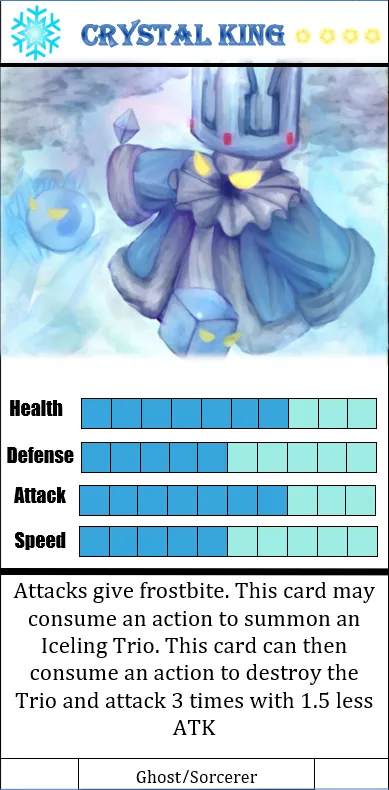 CRYSTAL KING
Health
Defense
Attack
Speed
Attacks give frostbite. This card may
consume an action to summon an
Iceling Trio. This card can then
consume an action to destroy the
Trio and attack 3 times with 1.5 less
ATK
Ghost/Sorcerer